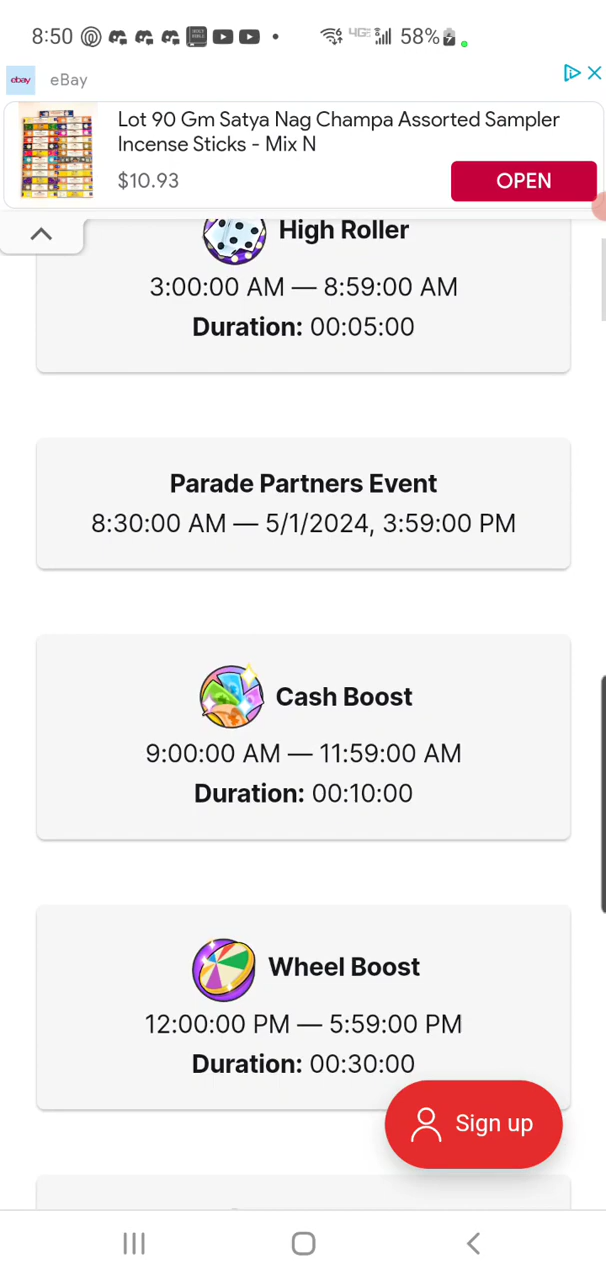 8:50 4G 58%
ebay eBay
Lot 90 Gm Satya Nag Champa Assorted Sampler
Incense Sticks - Mix N
$10.93
OPEN
High Roller
3:00:00 AM — 8:59:00 AM
Duration: 00:05:00
Parade Partners Event
8:30:00 AM — 5/1/2024, 3:59:00 PM
Cash Boost
9:00:00 AM — 11:59:00 AM
Duration: 00:10:00
Wheel Boost
12:00:00 PM — 5:59:00 PM
Duration: 00:30:00
Sign up